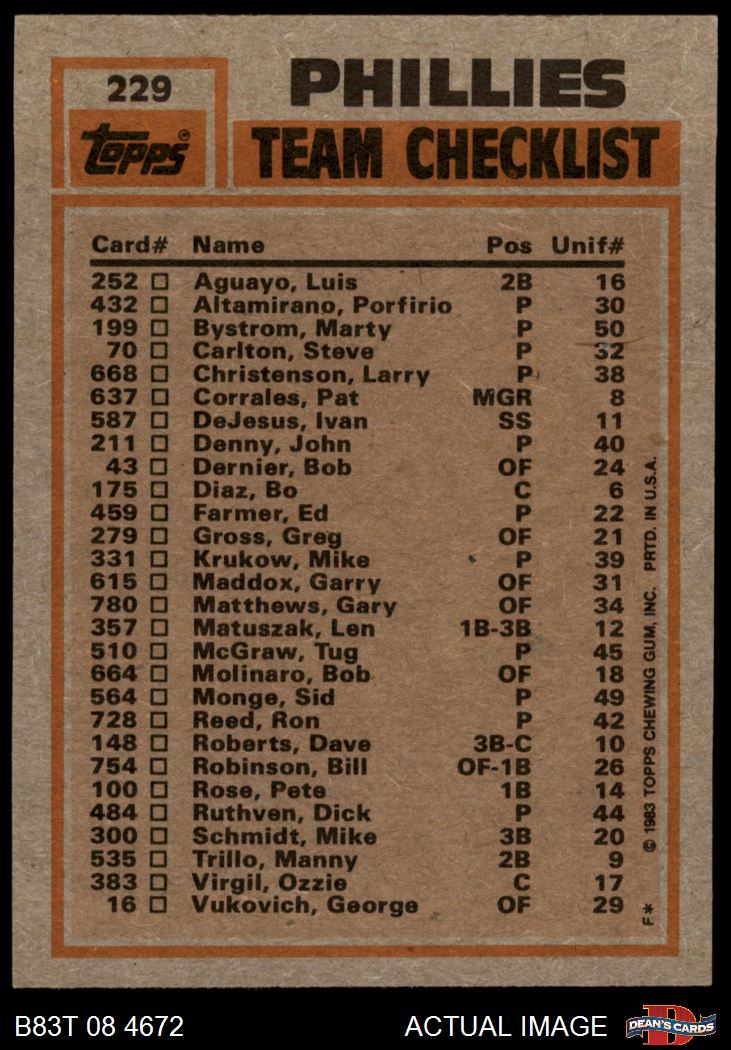 229
PHILLIES
Topps®
TEAM CHECKLIST
Card# Name Pos Unif#
252 □ Aguayo, Luis 2B 16
432 □ Altamirano, Porfirio P 30
199 □ Bystrom, Marty P 50
70 □ Carlton, Steve P 32
668 □ Christenson, Larry P 38
637 □ Corrales, Pat MGR 8
587 □ DeJesus, Ivan SS 11
211 □ Denny, John P 40
43 □ Dernier, Bob OF 24
175 □ Diaz, Bo C 6
459 □ Farmer, Ed P 22
279 □ Gross, Greg OF 21
331 □ Krukow, Mike P 39
615 □ Maddox, Garry OF 31
780 □ Matthews, Gary OF 34
357 □ Matuszak, Len 1B-3B 12
510 □ McGraw, Tug P 45
664 □ Molinaro, Bob OF 18
564 □ Monge, Sid P 49
728 □ Reed, Ron P 42
148 □ Roberts, Dave 3B-C 10
754 □ Robinson, Bill OF-1B 26
100 □ Rose, Pete 1B 14
484 □ Ruthven, Dick P 44
300 □ Schmidt, Mike 3B 20
535 □ Trillo, Manny 2B 9
383 □ Virgil, Ozzie C 17
16 □ Vukovich, George OF 29
F* © 1983 TOPPS CHEWING GUM, INC. PRTD. IN U.S.A.
B83T 08 4672 ACTUAL IMAGE
DEAN'S CARDS